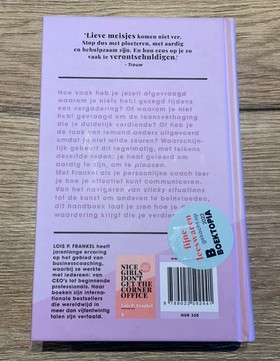 'Lieve meisjes komen niet ver.
Stop dus met ploeteren, met aardig
en behulpzaam zijn. En hou eens op je zo
vaak te verontschuldigen.'
- Trouw
Hoe vaak heb je jezelf afgevraagd
waarom je niets hebt gezegd tijdens
een vergadering? Of waarom je niet
hebt gevraagd om de loonsverhoging
die je duidelijk verdiende? Of heb je
de taak van iemand anders uitgevoerd
omdat je niet wilde zeuren? Waarschijn-
lijk gebeurt dit regelmatig, met telkens
dezelfde reden: je hebt geleerd om
aardig te zijn, om te pleasen.
Met Frankel als je persoonlijke coach leer
je hoe je effectief kunt communiceren.
Van het navigeren van sticky situations
tot de kunst om anderen te beïnvloeden,
dit handboek laat je zien hoe je
waardering krijgt die je verdient
LOIS P. FRANKEL heeft
jarenlange ervaring
op het gebied van
businesscoaching,
waarbij ze werkte
met iedereen: van
CEO's tot beginnende
professionals. Haar
boeken zijn inter-
nationale bestsellers
die wereldwijd in
meer dan vijfentwintig
talen zijn vertaald.
NICE
GIRLS DON'T
GET THE
CORNER
OFFICE
Lois P. Frankel
BOEKTOPIA
NUR 320